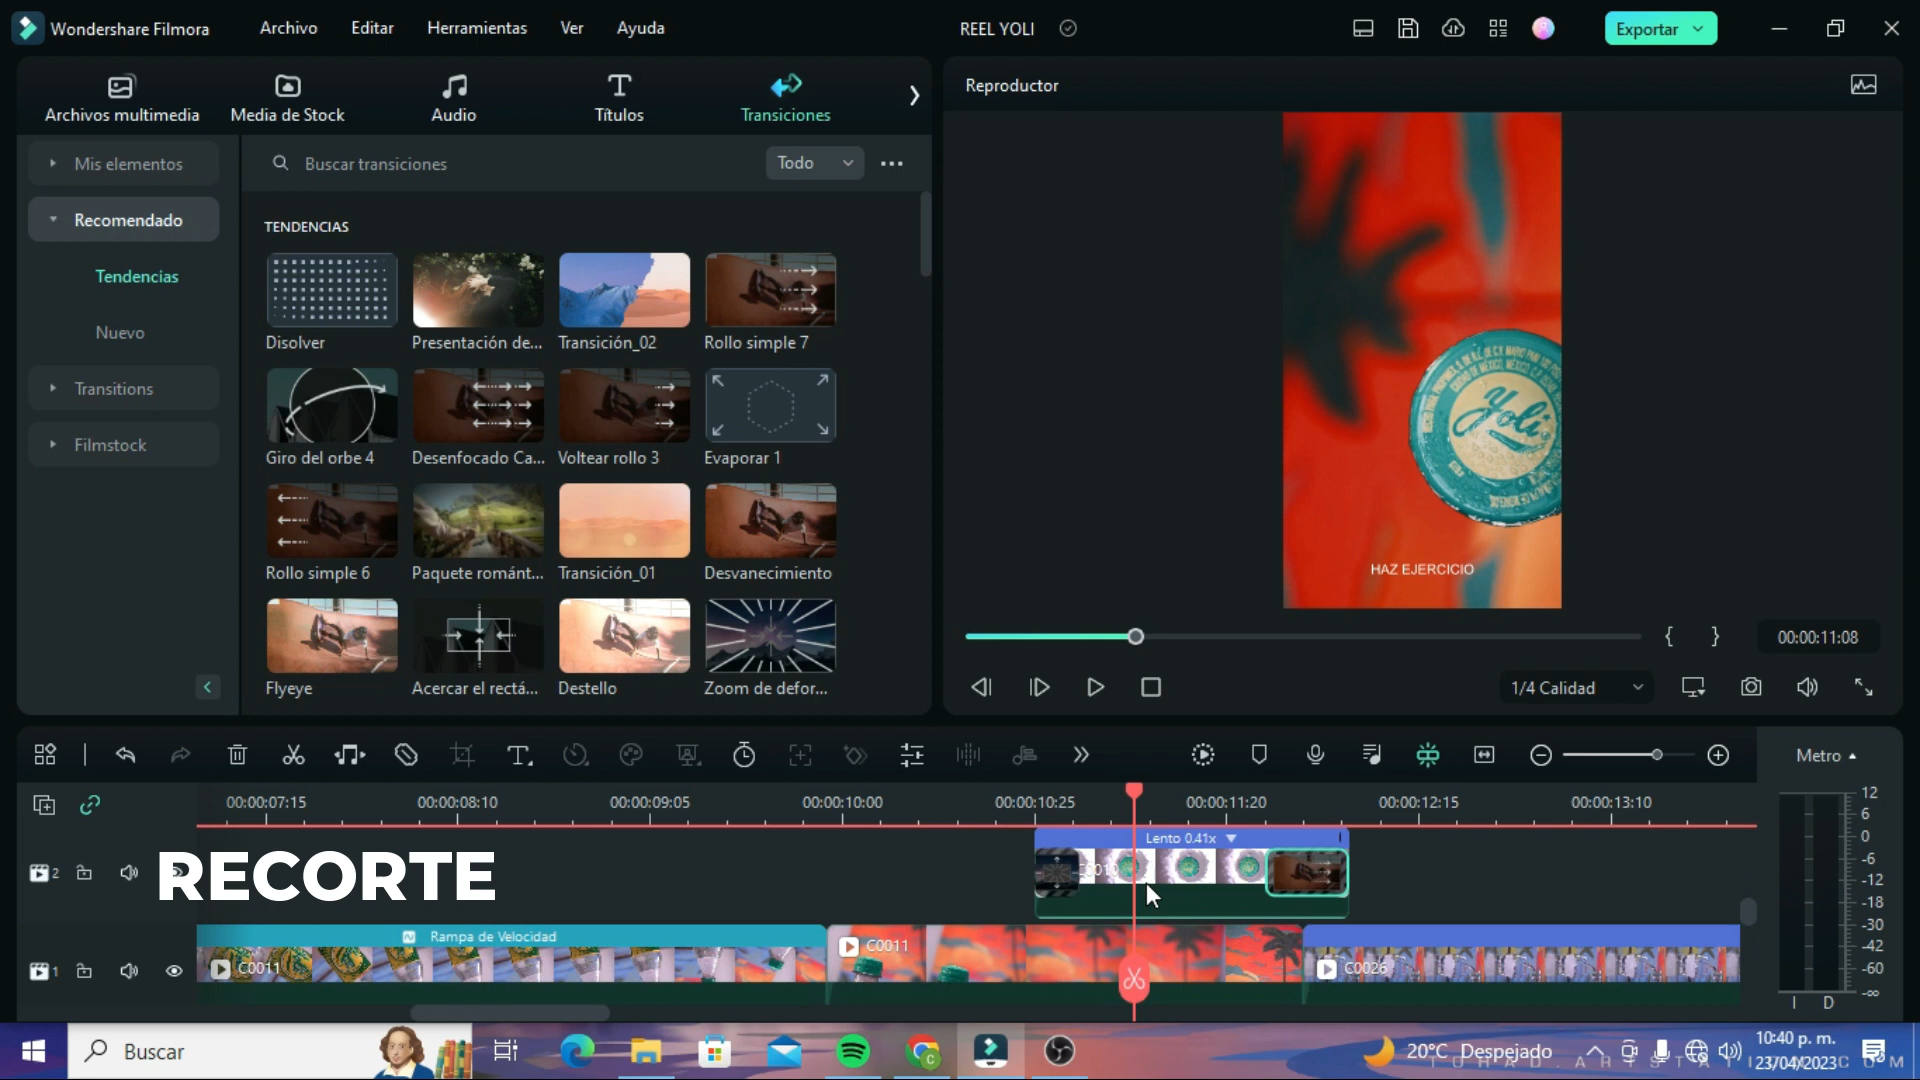 Wondershare Filmora
Archivo
Editar
Herramientas
Ver
Ayuda
REEL YOLI
Exportar
Archivos multimedia
Media de Stock
Audio
Títulos
Transiciones
Reproductor
Mis elementos
Buscar transiciones
Todo
Recomendado
TENDENCIAS
Tendencias
Nuevo
Transitions
Filmstock
Disolver
Presentación de...
Transición_02
Rollo simple 7
Giro del orbe 4
Desenfocado Ca...
Voltear rollo 3
Evaporar 1
Rollo simple 6
Paquete románt...
Transición_01
Desvanecimiento
Flyeye
Acercar el rectá...
Destello
Zoom de defor...
Yoli
HAZ EJERCICIO
00:00:11:08
1/4 Calidad
Metro
00:00:07:15
00:00:08:10
00:00:09:05
00:00:10:00
00:00:10:25
00:00:11:20
00:00:12:15
00:00:13:10
Lento 0.41x
2
RECORTE
Rampa de Velocidad
C0011
C0011
C0026
1
12
6
0
-6
-12
-18
-30
-42
-60
-∞
I D
Buscar
20°C Despejado
10:40 p. m.
23/04/2023